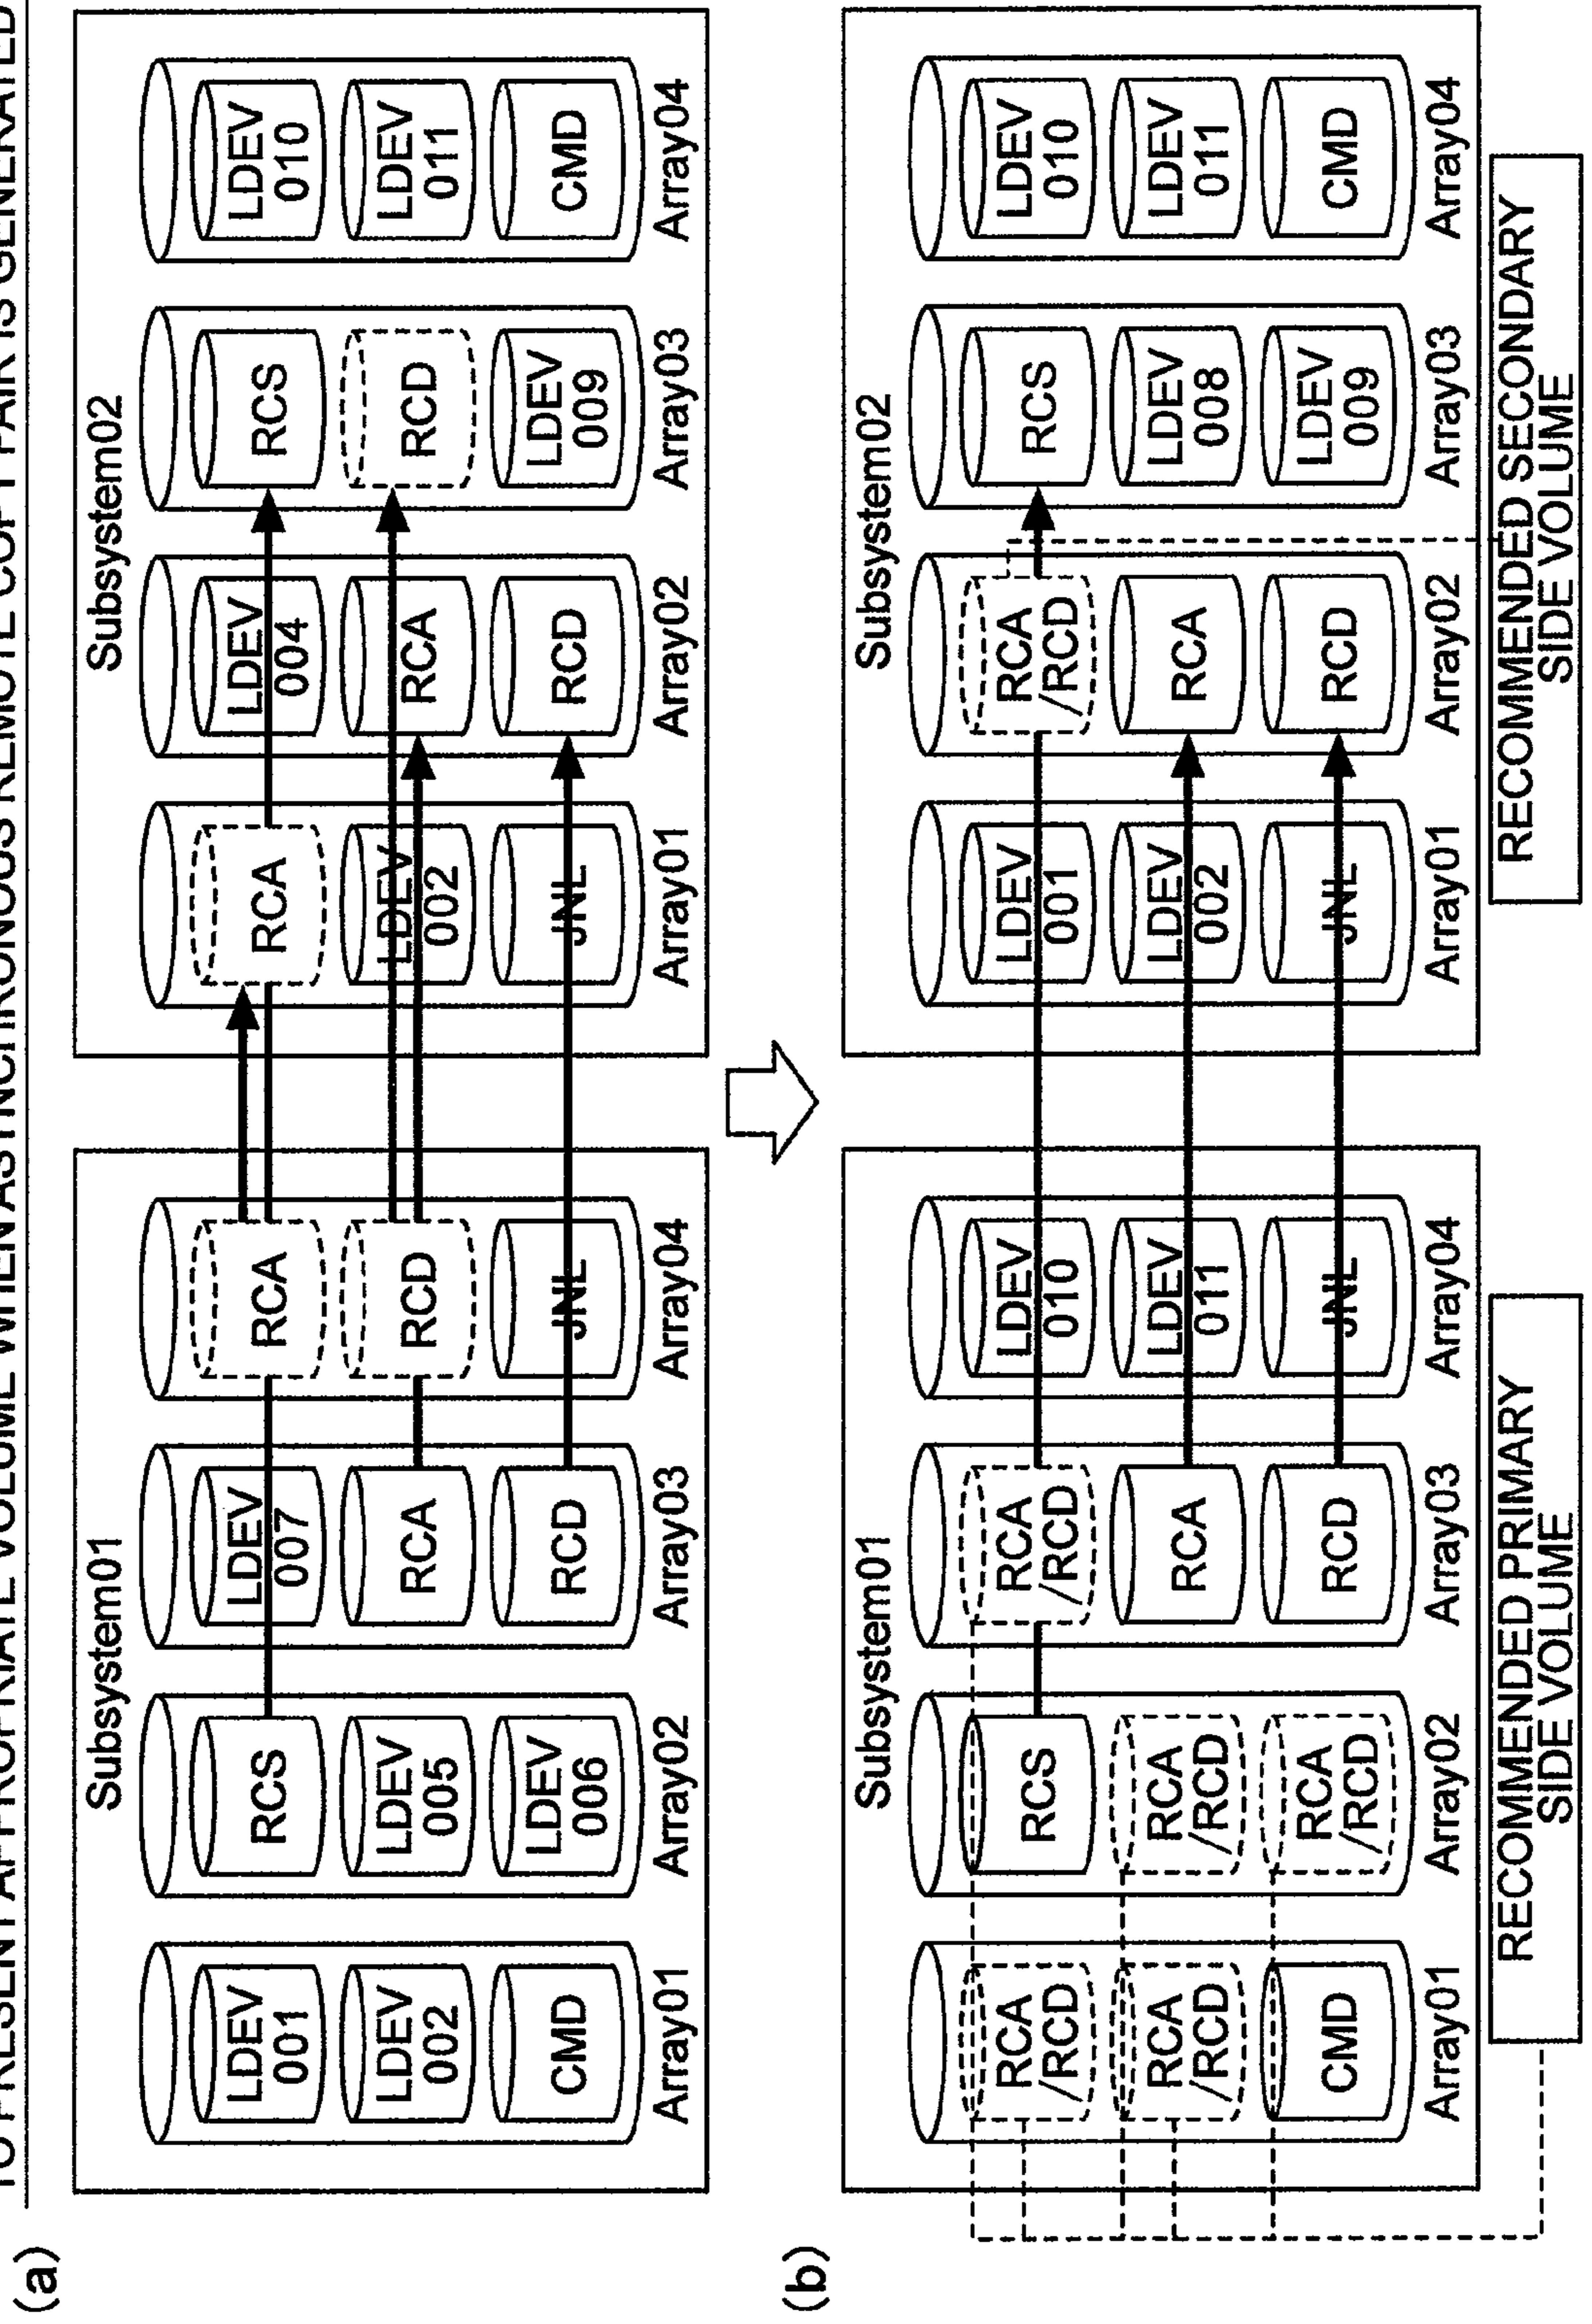 TO PRESENT APPROPRIATE VOLUME WHEN ASYNCHRONOUS REMOTE COPY PAIR IS GENERATED
(a)
Subsystem01
LDEV
001
LDEV
002
CMD
Array01
RCS
LDEV
005
LDEV
006
Array02
LDEV
007
RCA
RCD
Array03
RCA
RCD
JNL
Array04
Subsystem02
RCA
LDEV
002
JNL
Array01
LDEV
004
RCA
RCD
Array02
RCS
RCD
LDEV
009
Array03
LDEV
010
LDEV
011
CMD
Array04
(b)
Subsystem01
RCA
/RCD
RCA
/RCD
CMD
Array01
RCS
RCA
/RCD
RCA
/RCD
Array02
RCA
/RCD
RCA
RCD
Array03
LDEV
010
LDEV
011
JNL
Array04
RECOMMENDED PRIMARY
SIDE VOLUME
Subsystem02
LDEV
001
LDEV
002
JNL
Array01
RCA
/RCD
RCA
RCD
Array02
RCS
LDEV
008
LDEV
009
Array03
LDEV
010
LDEV
011
CMD
Array04
RECOMMENDED SECONDARY
SIDE VOLUME